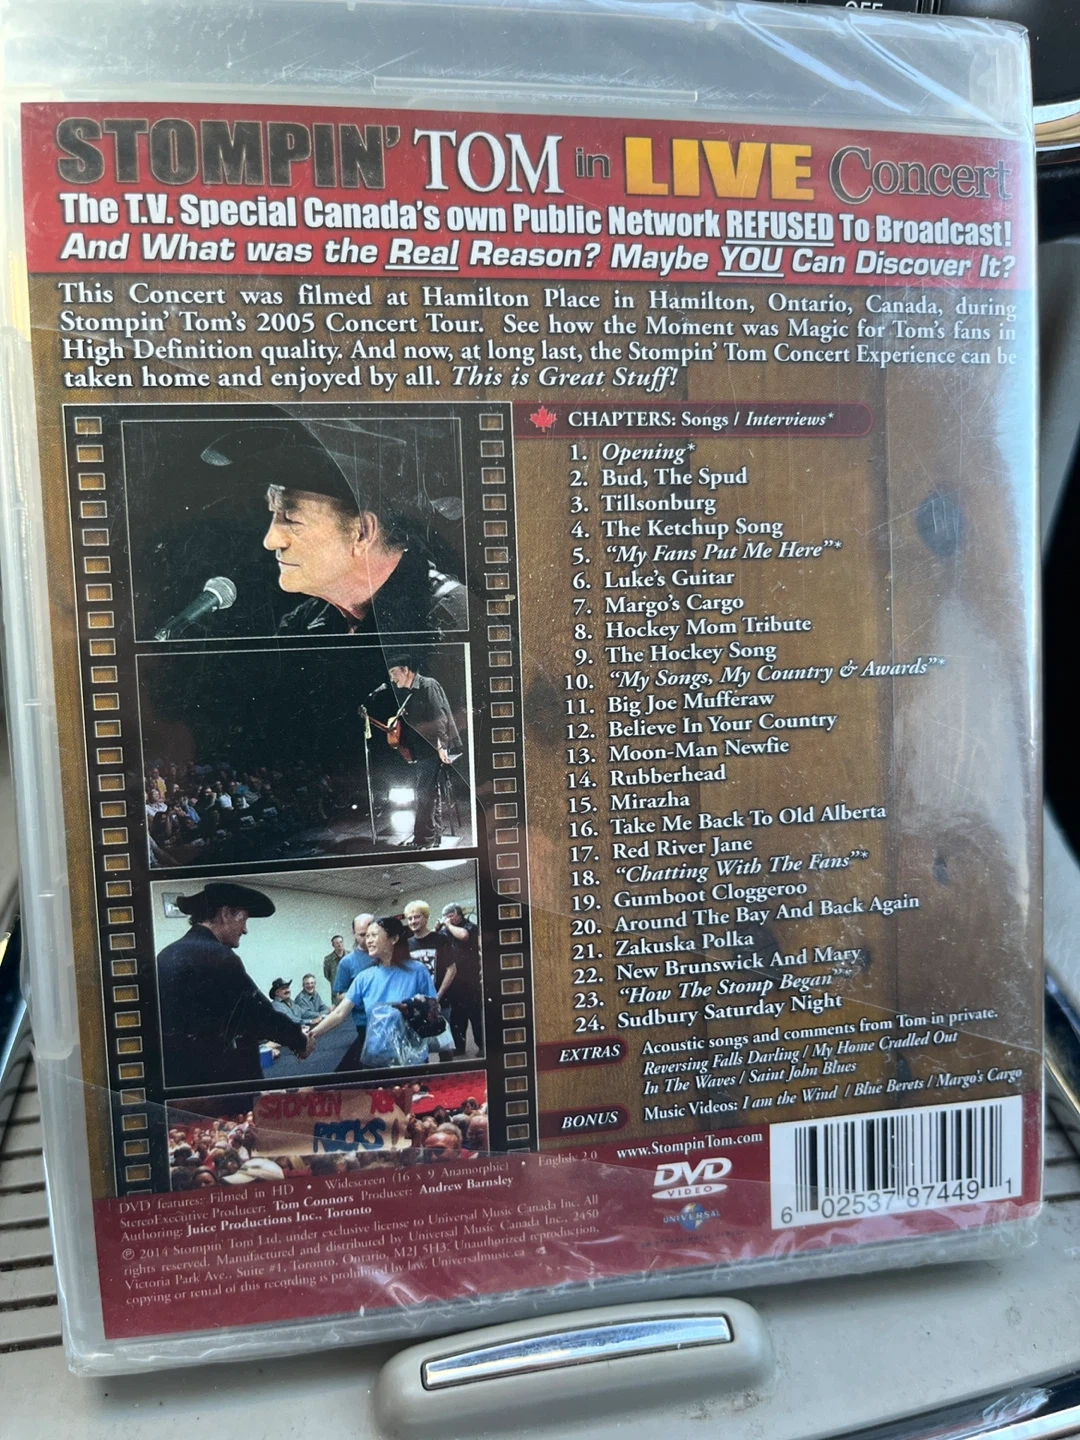 OFF
STOMPIN' TOM in LIVE Concert
The T.V. Special Canada's own Public Network REFUSED To Broadcast!
And What was the Real Reason? Maybe YOU Can Discover It?
This Concert was filmed at Hamilton Place in Hamilton, Ontario, Canada, during
Stompin' Tom's 2005 Concert Tour. See how the Moment was Magic for Tom's fans in
High Definition quality. And now, at long last, the Stompin' Tom Concert Experience can be
taken home and enjoyed by all. This is Great Stuff!
CHAPTERS: Songs / Interviews*
1. Opening*
2. Bud, The Spud
3. Tillsonburg
4. The Ketchup Song
5. "My Fans Put Me Here"*
6. Luke's Guitar
7. Margo's Cargo
8. Hockey Mom Tribute
9. The Hockey Song
10. "My Songs, My Country & Awards"*
11. Big Joe Mufferaw
12. Believe In Your Country
13. Moon-Man Newfie
14. Rubberhead
15. Mirazha
16. Take Me Back To Old Alberta
17. Red River Jane
18. "Chatting With The Fans"*
19. Gumboot Cloggeroo
20. Around The Bay And Back Again
21. Zakuska Polka
22. New Brunswick And Mary
23. "How The Stomp Began"*
24. Sudbury Saturday Night
EXTRAS Acoustic songs and comments from Tom in private.
Reversing Falls Darling / My Home Cradled Out
In The Waves / Saint John Blues
BONUS Music Videos: I am the Wind / Blue Berets / Margo's Cargo
STOMPIN TOM
ROCKS!
www.StompinTom.com
DVD
VIDEO
UNIVERSAL
6 02537 87449 1
DVD features: Filmed in HD • Widescreen (16 x 9 Anamorphic) • English: 2.0
StereoExecutive Producer: Tom Connors Producer: Andrew Barnsley
Authoring: Juice Productions Inc., Toronto
℗ 2014 Stompin' Tom Ltd. under exclusive license to Universal Music Canada Inc. All
rights reserved. Manufactured and distributed by Universal Music Canada Inc., 2450
Victoria Park Ave., Suite #1, Toronto, Ontario, M2J 5H3. Unauthorized reproduction,
copying or rental of this recording is prohibited by law. Universalmusic.ca